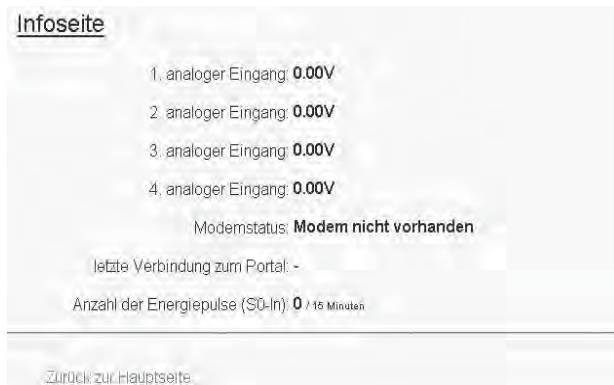 Infoseite
1. analoger Eingang: 0.00V
2. analoger Eingang: 0.00V
3. analoger Eingang: 0.00V
4. analoger Eingang: 0.00V
Modemstatus: Modem nicht vorhanden
letzte Verbindung zum Portal: -
Anzahl der Energiepulse (S0-In): 0 / 15 Minuten
Zurück zur Hauptseite